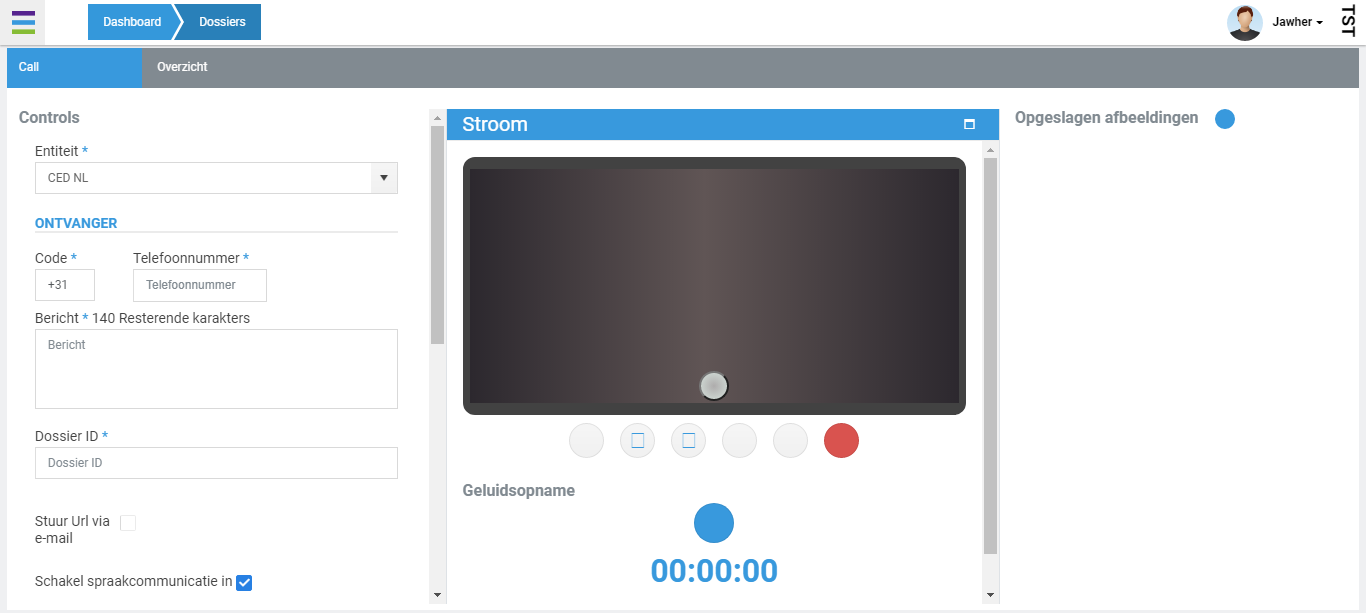 Dashboard
Dossiers
Jawher
TST
Call
Overzicht
Controls
Entiteit *
CED NL
ONTVANGER
Code *
Telefoonnummer *
+31
Telefoonnummer
Bericht * 140 Resterende karakters
Bericht
Dossier ID *
Dossier ID
Stuur Url via
e-mail
Schakel spraakcommunicatie in
Stroom
Geluidsopname
00:00:00
Opgeslagen afbeeldingen